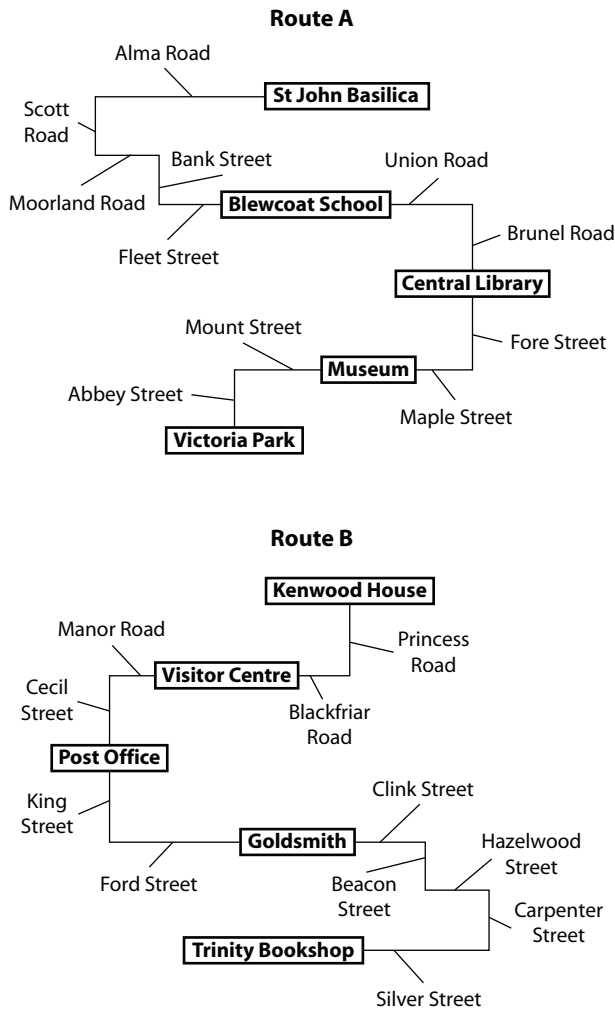 Route A
Alma Road
St John Basilica
Scott
Road
Bank Street
Union Road
Moorland Road
Blewcoat School
Brunel Road
Fleet Street
Central Library
Mount Street
Fore Street
Museum
Abbey Street
Maple Street
Victoria Park
Route B
Kenwood House
Manor Road
Princess
Road
Visitor Centre
Cecil
Street
Blackfriar
Road
Post Office
King
Street
Clink Street
Goldsmith
Hazelwood
Street
Ford Street
Beacon
Street
Carpenter
Street
Trinity Bookshop
Silver Street